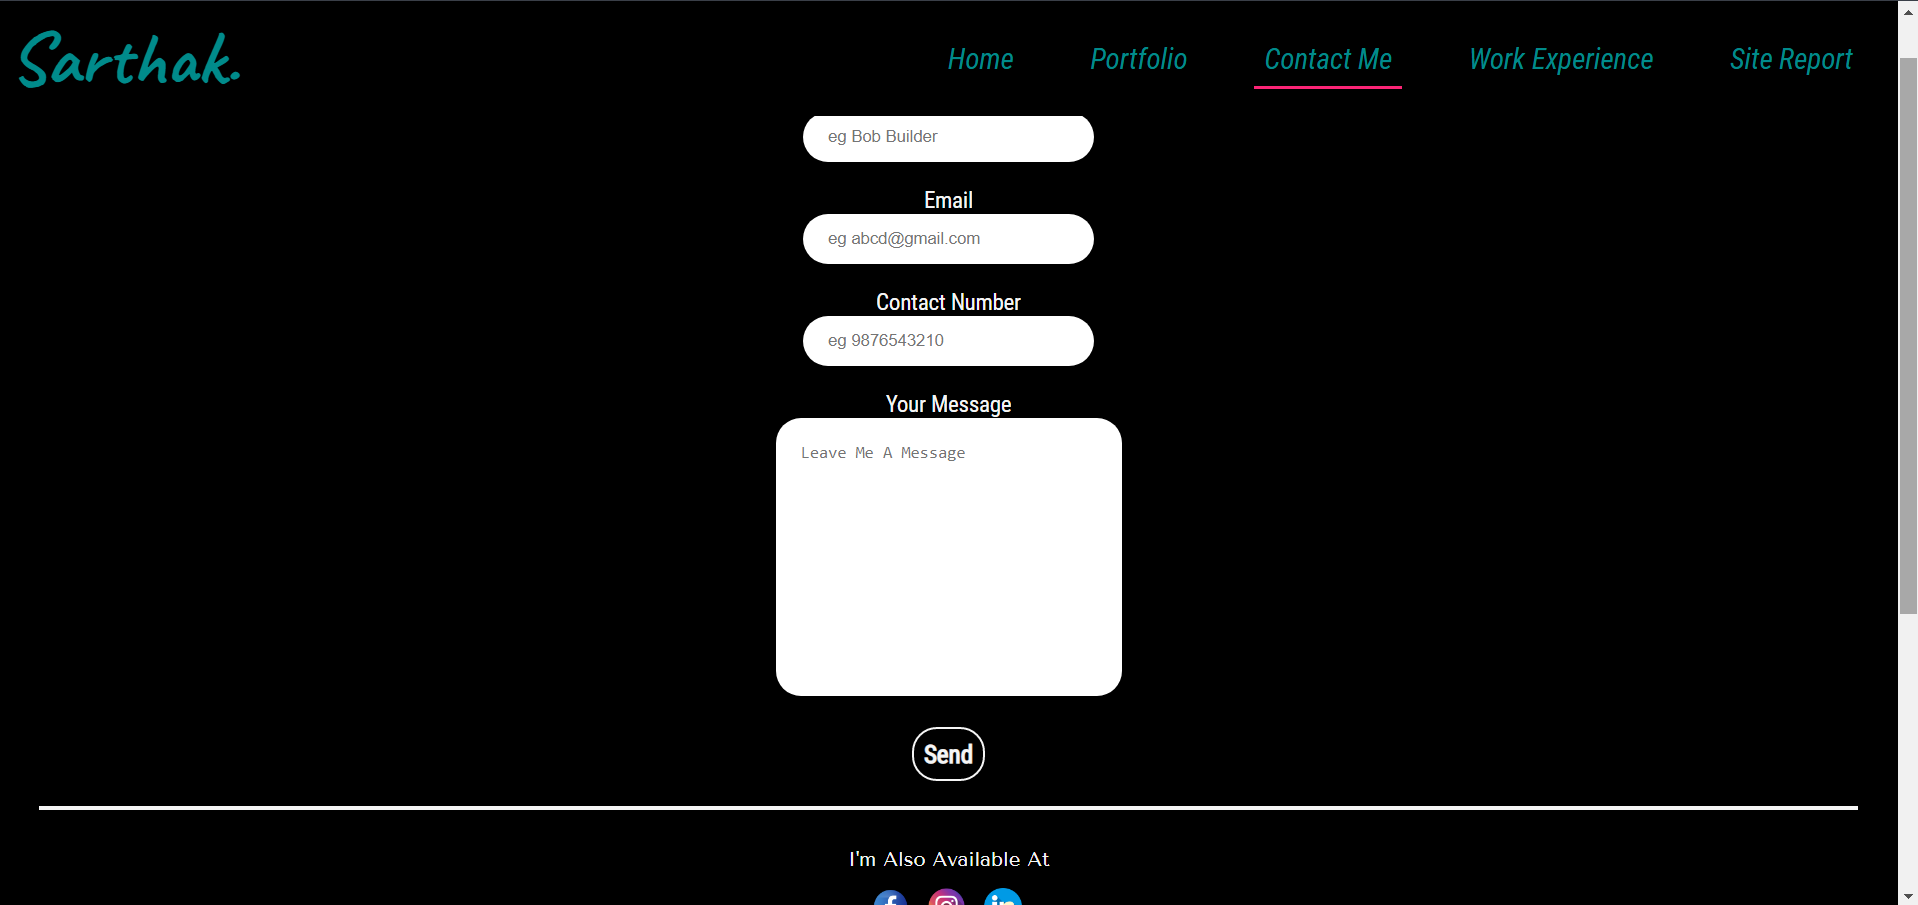 Sarthak.
Home Portfolio Contact Me Work Experience Site Report
eg Bob Builder
Email
eg abcd@gmail.com
Contact Number
eg 9876543210
Your Message
Leave Me A Message
Send
I'm Also Available At
f in